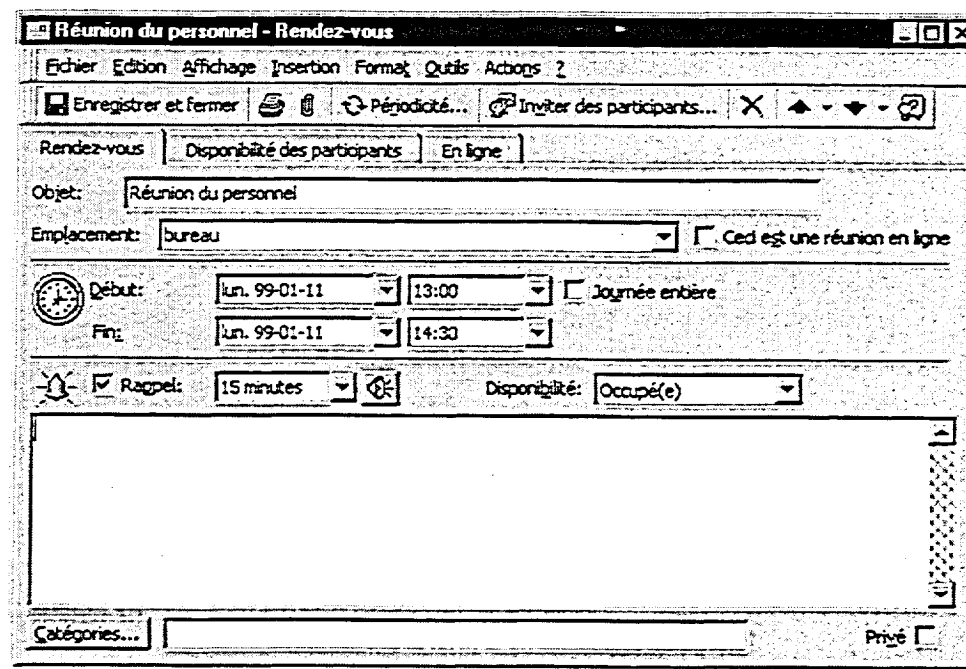 Réunion du personnel - Rendez-vous
Fichier Edition Affichage Insertion Format Outils Actions ?
Enregistrer et fermer Périodicité... Inviter des participants...
Rendez-vous Disponibilité des participants En ligne
Objet: Réunion du personnel
Emplacement: bureau Ceci est une réunion en ligne
Début: lun. 99-01-11 13:00 Journée entière
Fin: lun. 99-01-11 14:30
Rappel: 15 minutes Disponibilité: Occupé(e)
Catégories... Privé